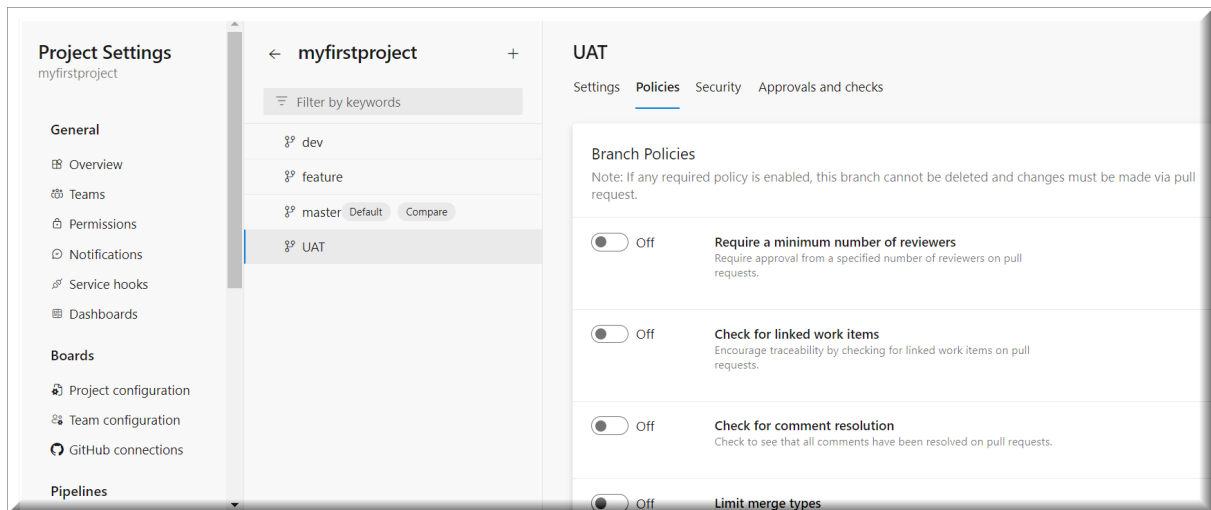 Project Settings
myfirstproject
General
Overview
Teams
Permissions
Notifications
Service hooks
Dashboards
Boards
Project configuration
Team configuration
GitHub connections
Pipelines
myfirstproject
Filter by keywords
dev
feature
master Default Compare
UAT
UAT
Settings Policies Security Approvals and checks
Branch Policies
Note: If any required policy is enabled, this branch cannot be deleted and changes must be made via pull
request.
Off Require a minimum number of reviewers
Require approval from a specified number of reviewers on pull
requests.
Off Check for linked work items
Encourage traceability by checking for linked work items on pull
requests.
Off Check for comment resolution
Check to see that all comments have been resolved on pull requests.
Off Limit merge types